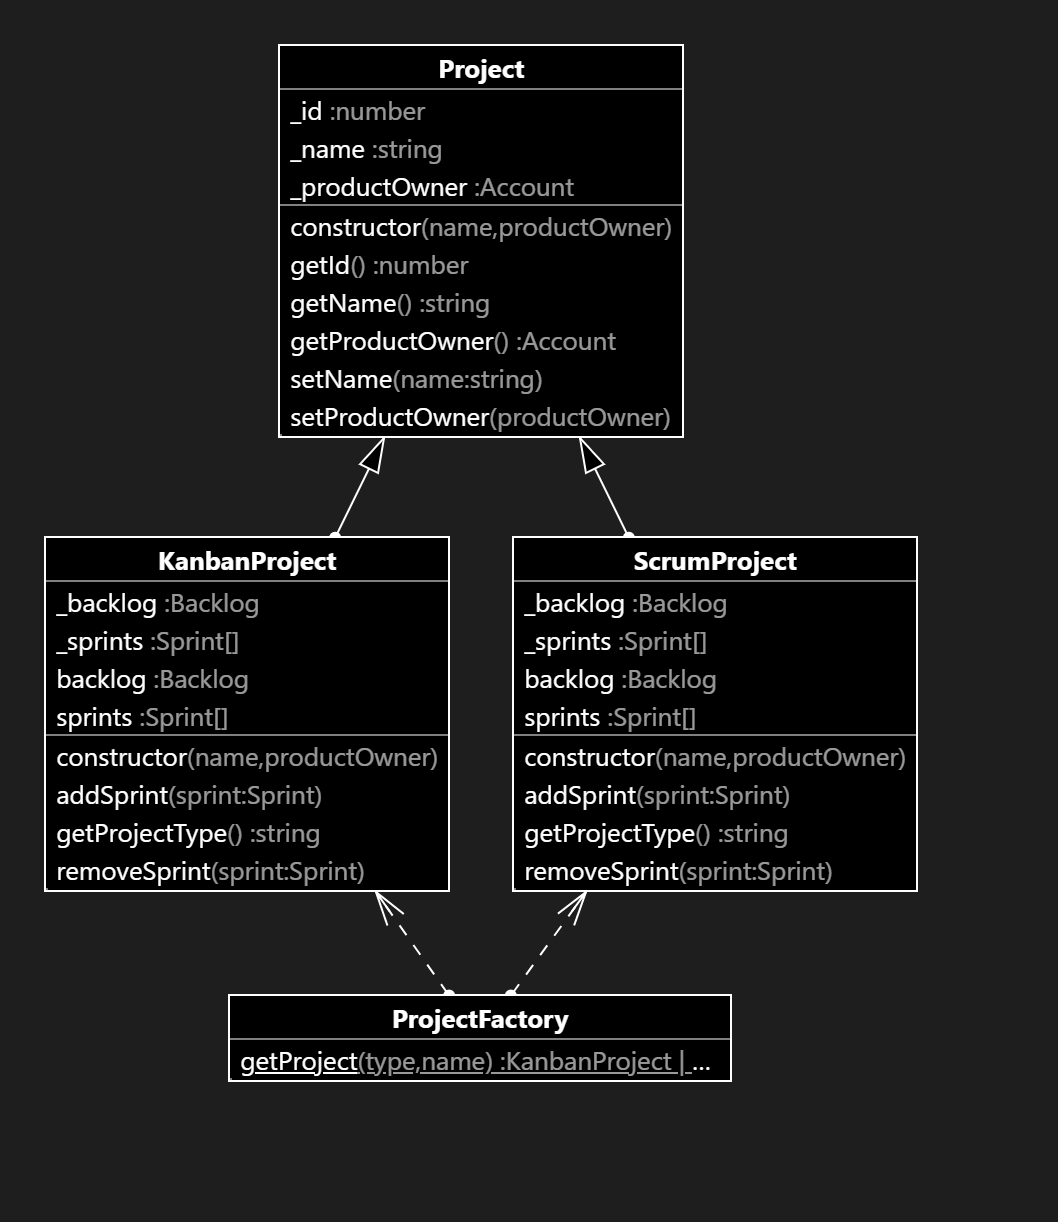 Project
_id :number
_name :string
_productOwner :Account
constructor(name,productOwner)
getId() :number
getName() :string
getProductOwner() :Account
setName(name:string)
setProductOwner(productOwner)
KanbanProject
_backlog :Backlog
_sprints :Sprint[]
backlog :Backlog
sprints :Sprint[]
constructor(name,productOwner)
addSprint(sprint:Sprint)
getProjectType() :string
removeSprint(sprint:Sprint)
ScrumProject
_backlog :Backlog
_sprints :Sprint[]
backlog :Backlog
sprints :Sprint[]
constructor(name,productOwner)
addSprint(sprint:Sprint)
getProjectType() :string
removeSprint(sprint:Sprint)
ProjectFactory
getProject(type,name) :KanbanProject | ...